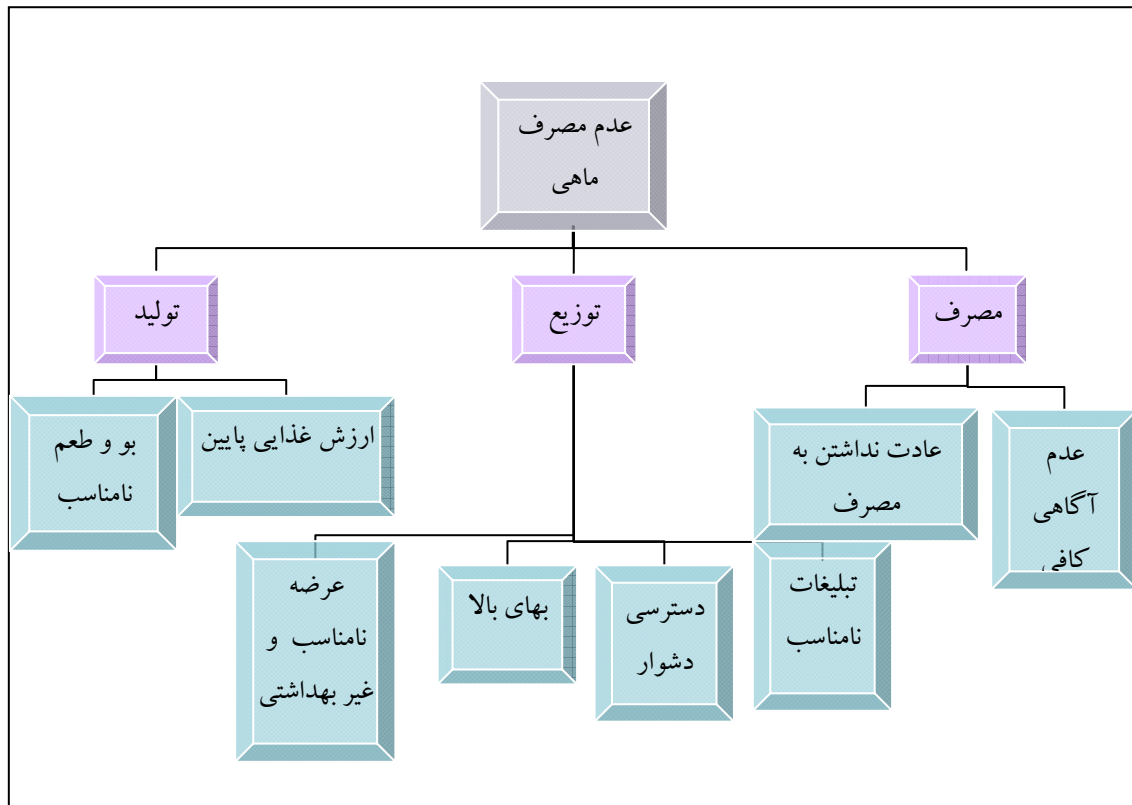 عدم مصرف
ماهی
مصرف
توزیع
تولید
عدم
آگاهی
کافی
عادت نداشتن به
مصرف
ارزش غذایی پایین
بو و طعم
نامناسب
تبلیغات
نامناسب
دسترسی
دشوار
بهای بالا
عرضه
نامناسب و
غیر بهداشتی